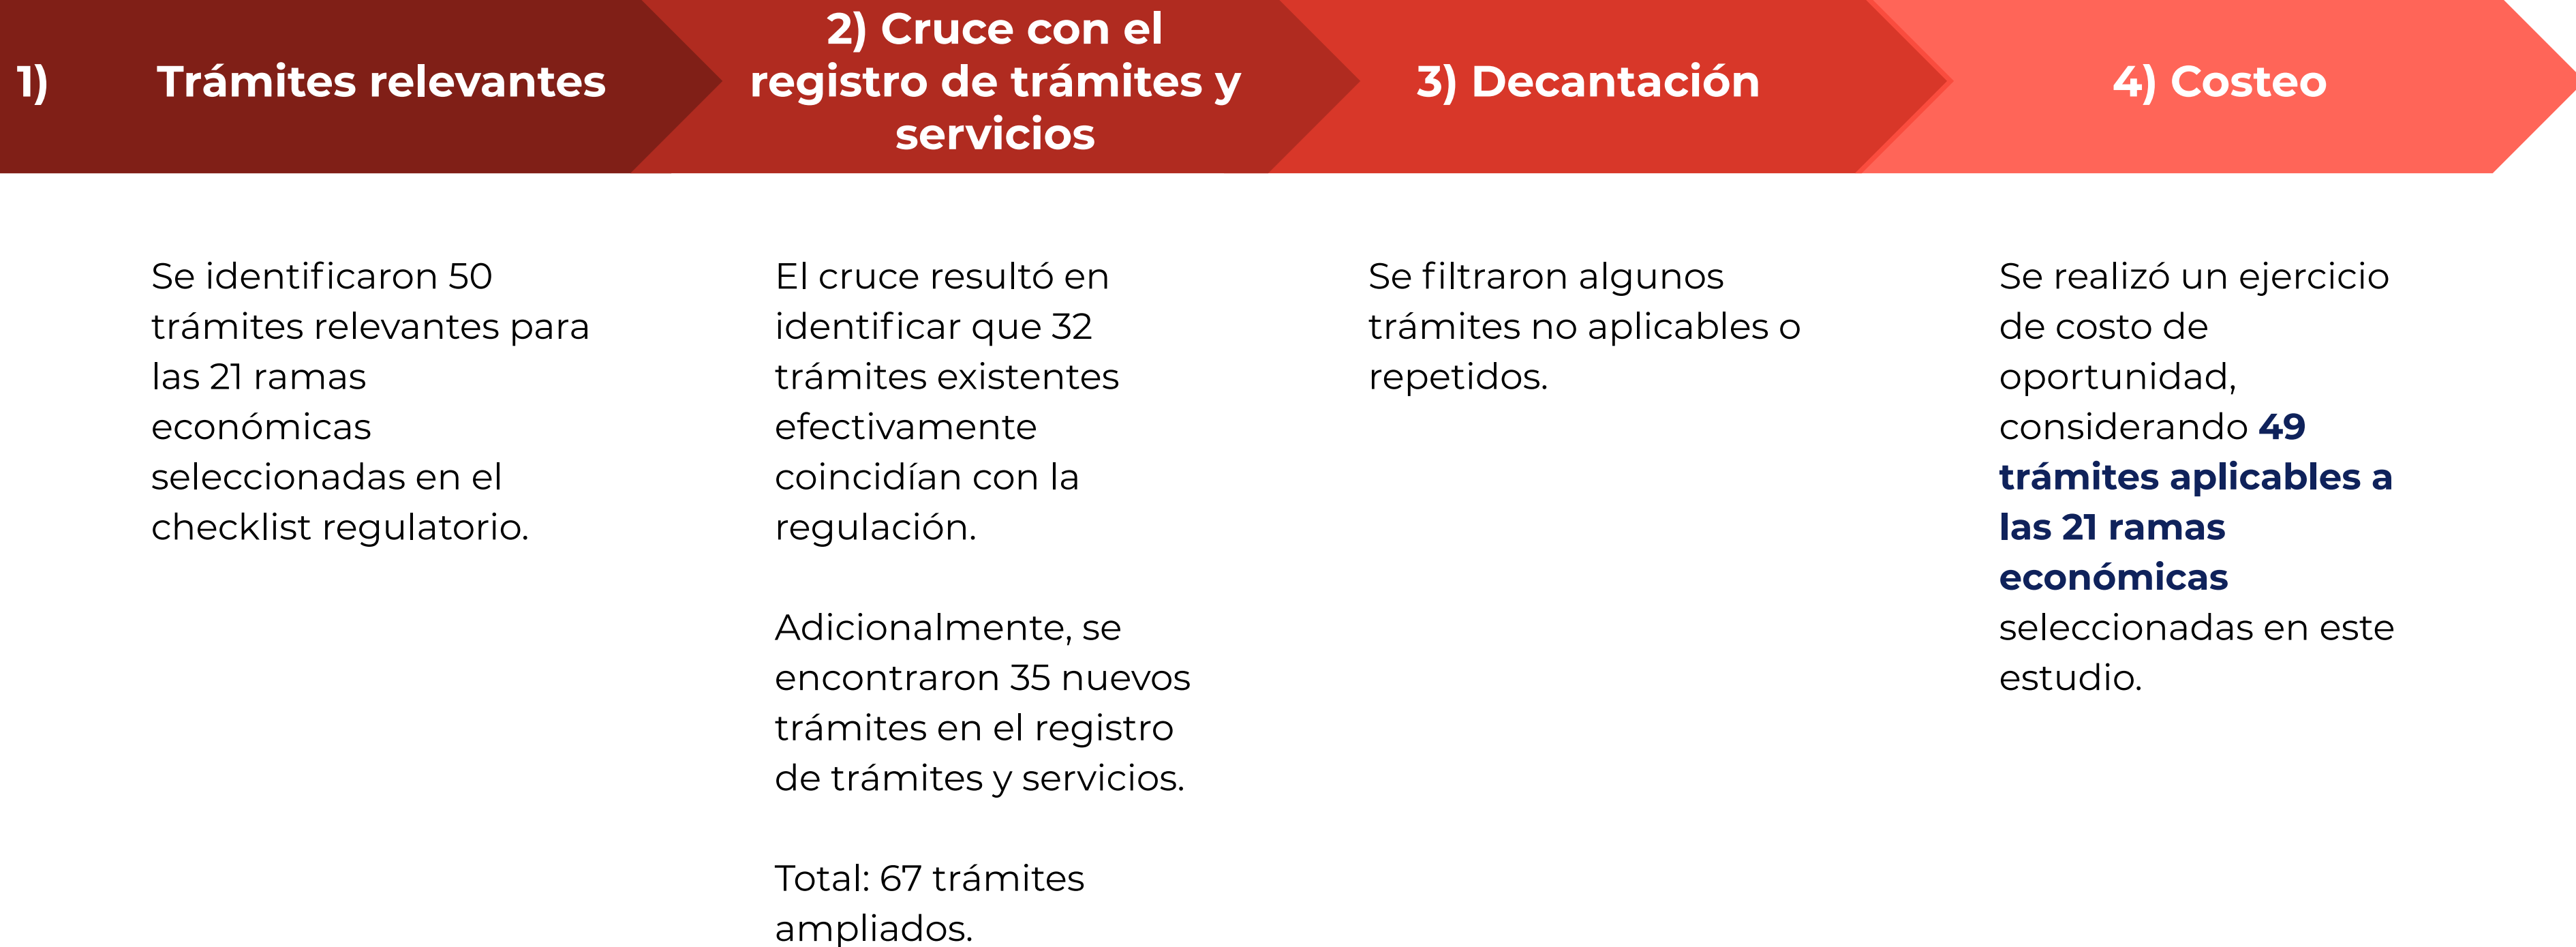 1) Trámites relevantes
2) Cruce con el
registro de trámites y
servicios
3) Decantación
4) Costeo
Se identificaron 50
trámites relevantes para
las 21 ramas
económicas
seleccionadas en el
checklist regulatorio.
El cruce resultó en
identificar que 32
trámites existentes
efectivamente
coincidían con la
regulación.
Adicionalmente, se
encontraron 35 nuevos
trámites en el registro
de trámites y servicios.
Total: 67 trámites
ampliados.
Se filtraron algunos
trámites no aplicables o
repetidos.
Se realizó un ejercicio
de costo de
oportunidad,
considerando 49
trámites aplicables a
las 21 ramas
económicas
seleccionadas en este
estudio.